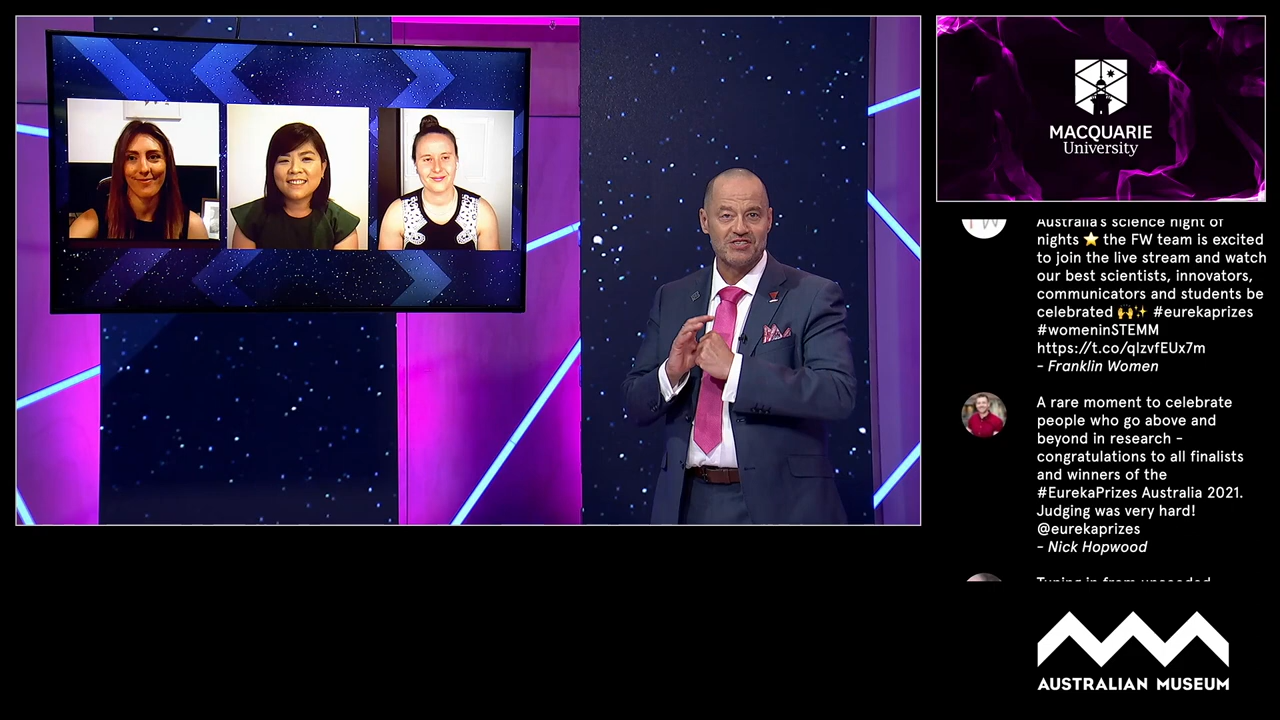 MACQUARIE
University
Australia's science night of
nights ⭐ the FW team is excited
to join the live stream and watch
our best scientists, innovators,
communicators and students be
celebrated 🙌✨ #eurekaprizes
#womeninSTEMM
https://t.co/qIzvfEUx7m
- Franklin Women
A rare moment to celebrate
people who go above and
beyond in research -
congratulations to all finalists
and winners of the
#EurekaPrizes Australia 2021.
Judging was very hard!
@eurekaprizes
- Nick Hopwood
AUSTRALIAN MUSEUM